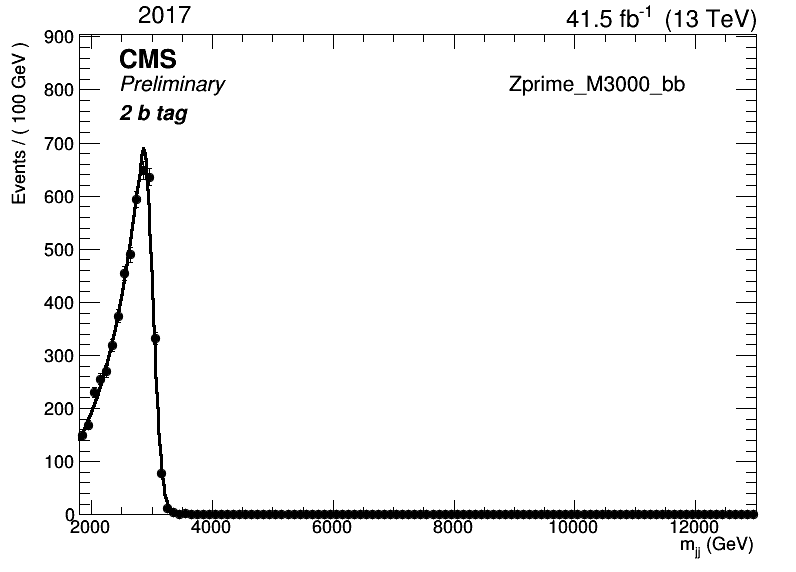 2017
41.5 fb⁻¹ (13 TeV)
CMS
Preliminary
2 b tag
Zprime_M3000_bb
Events / ( 100 GeV )
900
800
700
600
500
400
300
200
100
0
2000 4000 6000 8000 10000 12000
m_jj (GeV)